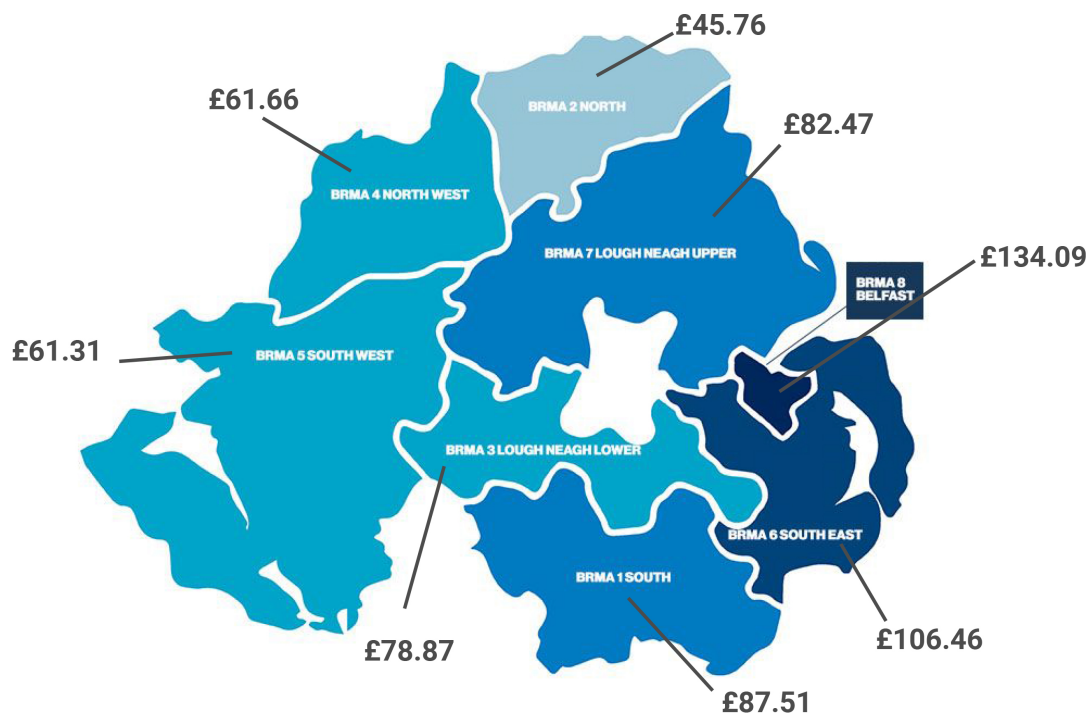 £45.76
£61.66
BRMA 2 NORTH
£82.47
BRMA 4 NORTH WEST
BRMA 7 LOUGH NEAGH UPPER
£134.09
BRMA 8
BELFAST
£61.31
BRMA 5 SOUTH WEST
BRMA 3 LOUGH NEAGH LOWER
BRMA 6 SOUTH EAST
BRMA 1 SOUTH
£106.46
£78.87
£87.51